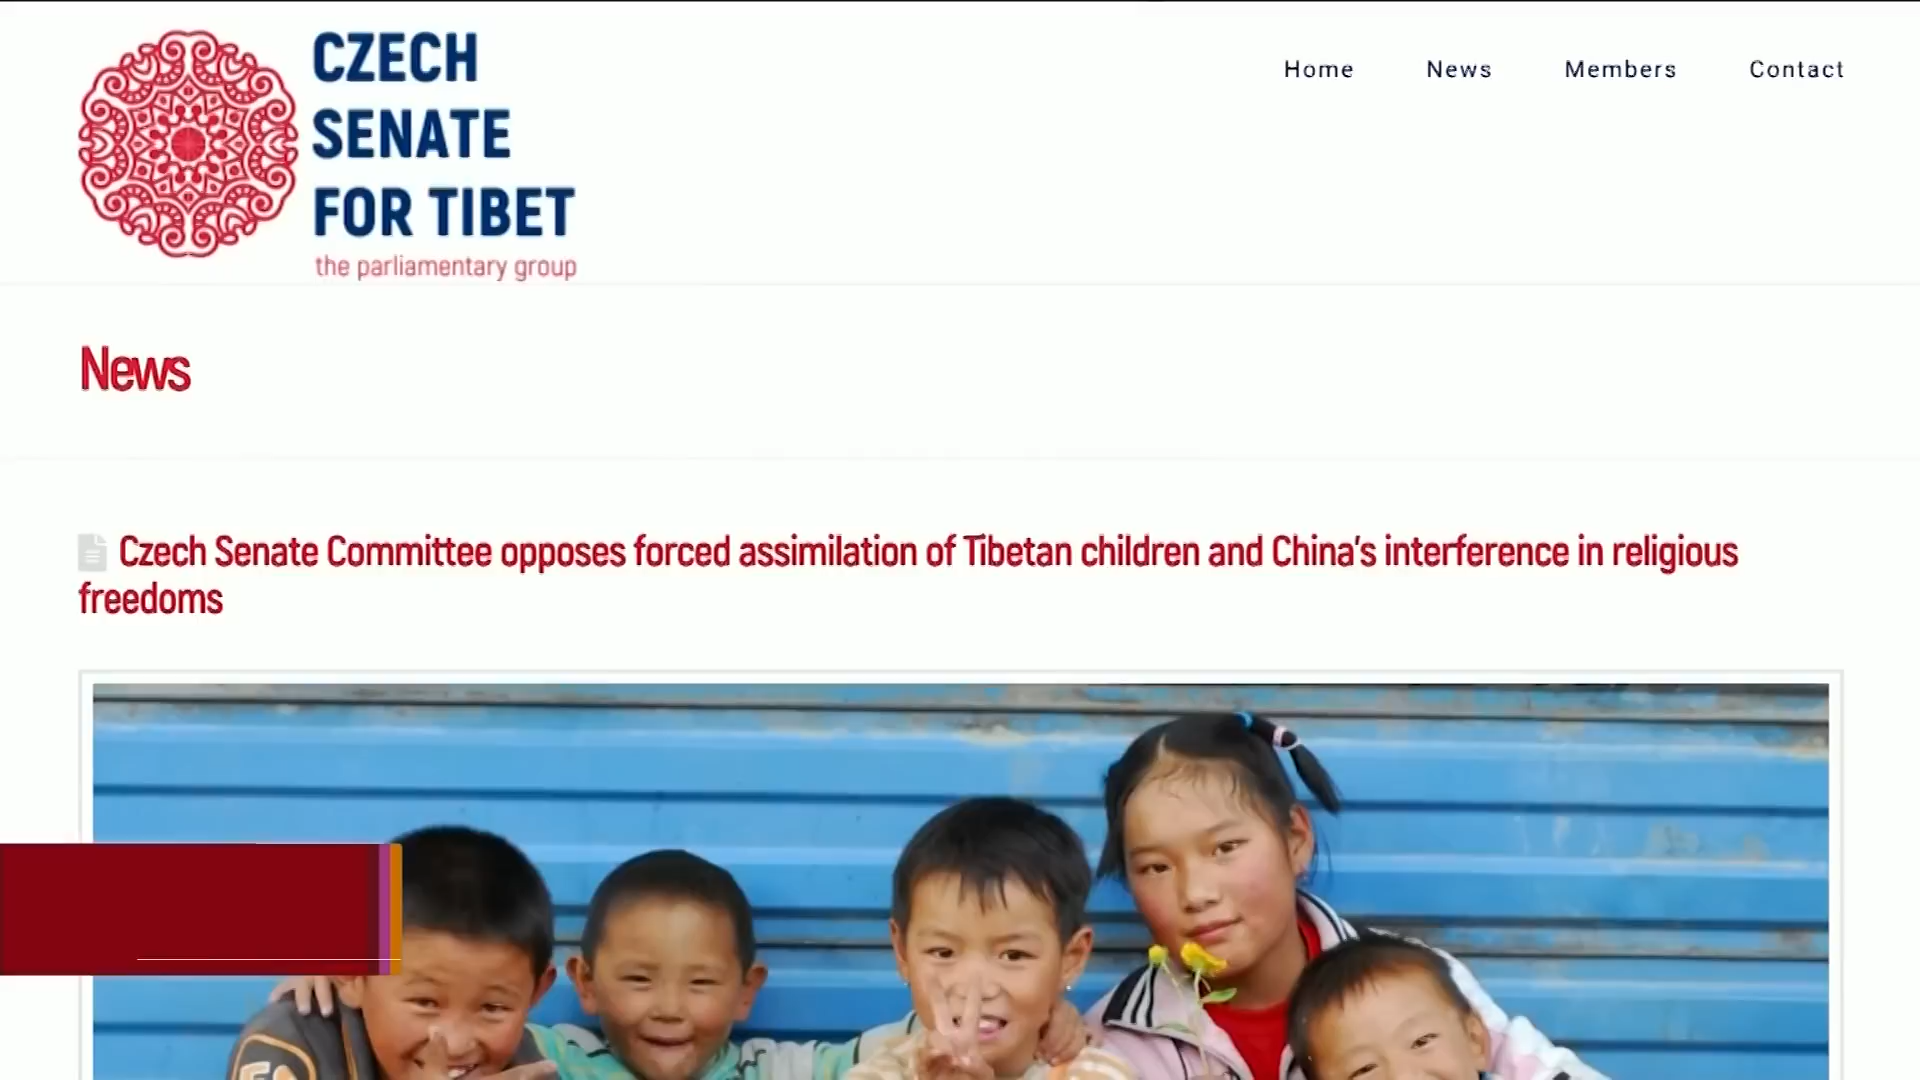 CZECH
SENATE
FOR TIBET
the parliamentary group
Home News Members Contact
News
Czech Senate Committee opposes forced assimilation of Tibetan children and China's interference in religious
freedoms